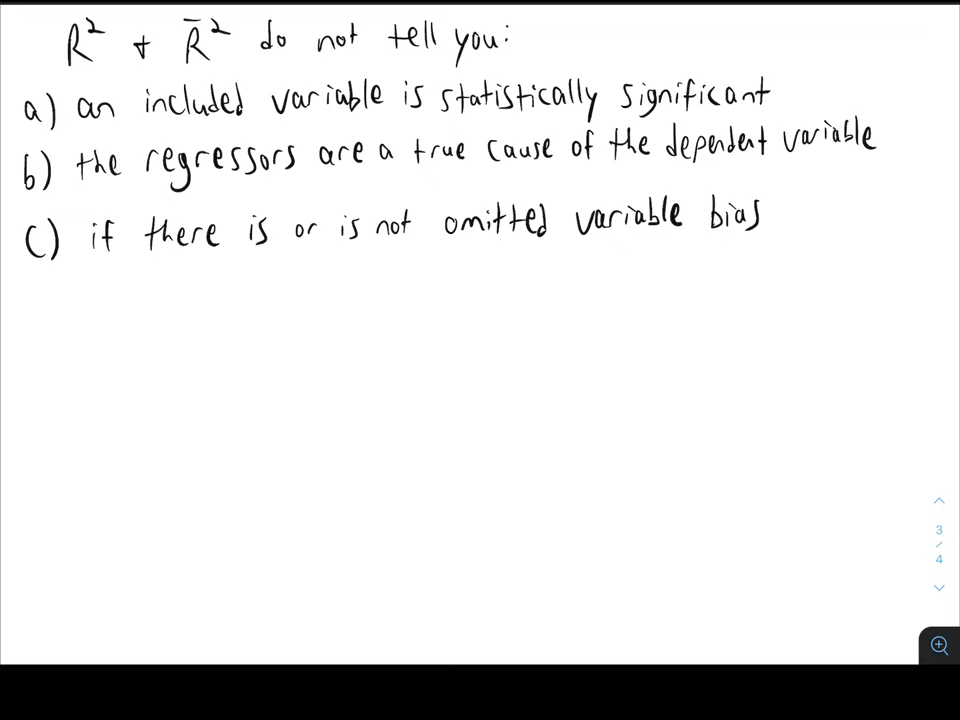 R² + R̄² do not tell you:
a) an included variable is statistically significant
b) the regressors are a true cause of the dependent variable
c) if there is or is not omitted variable bias
3
/
4